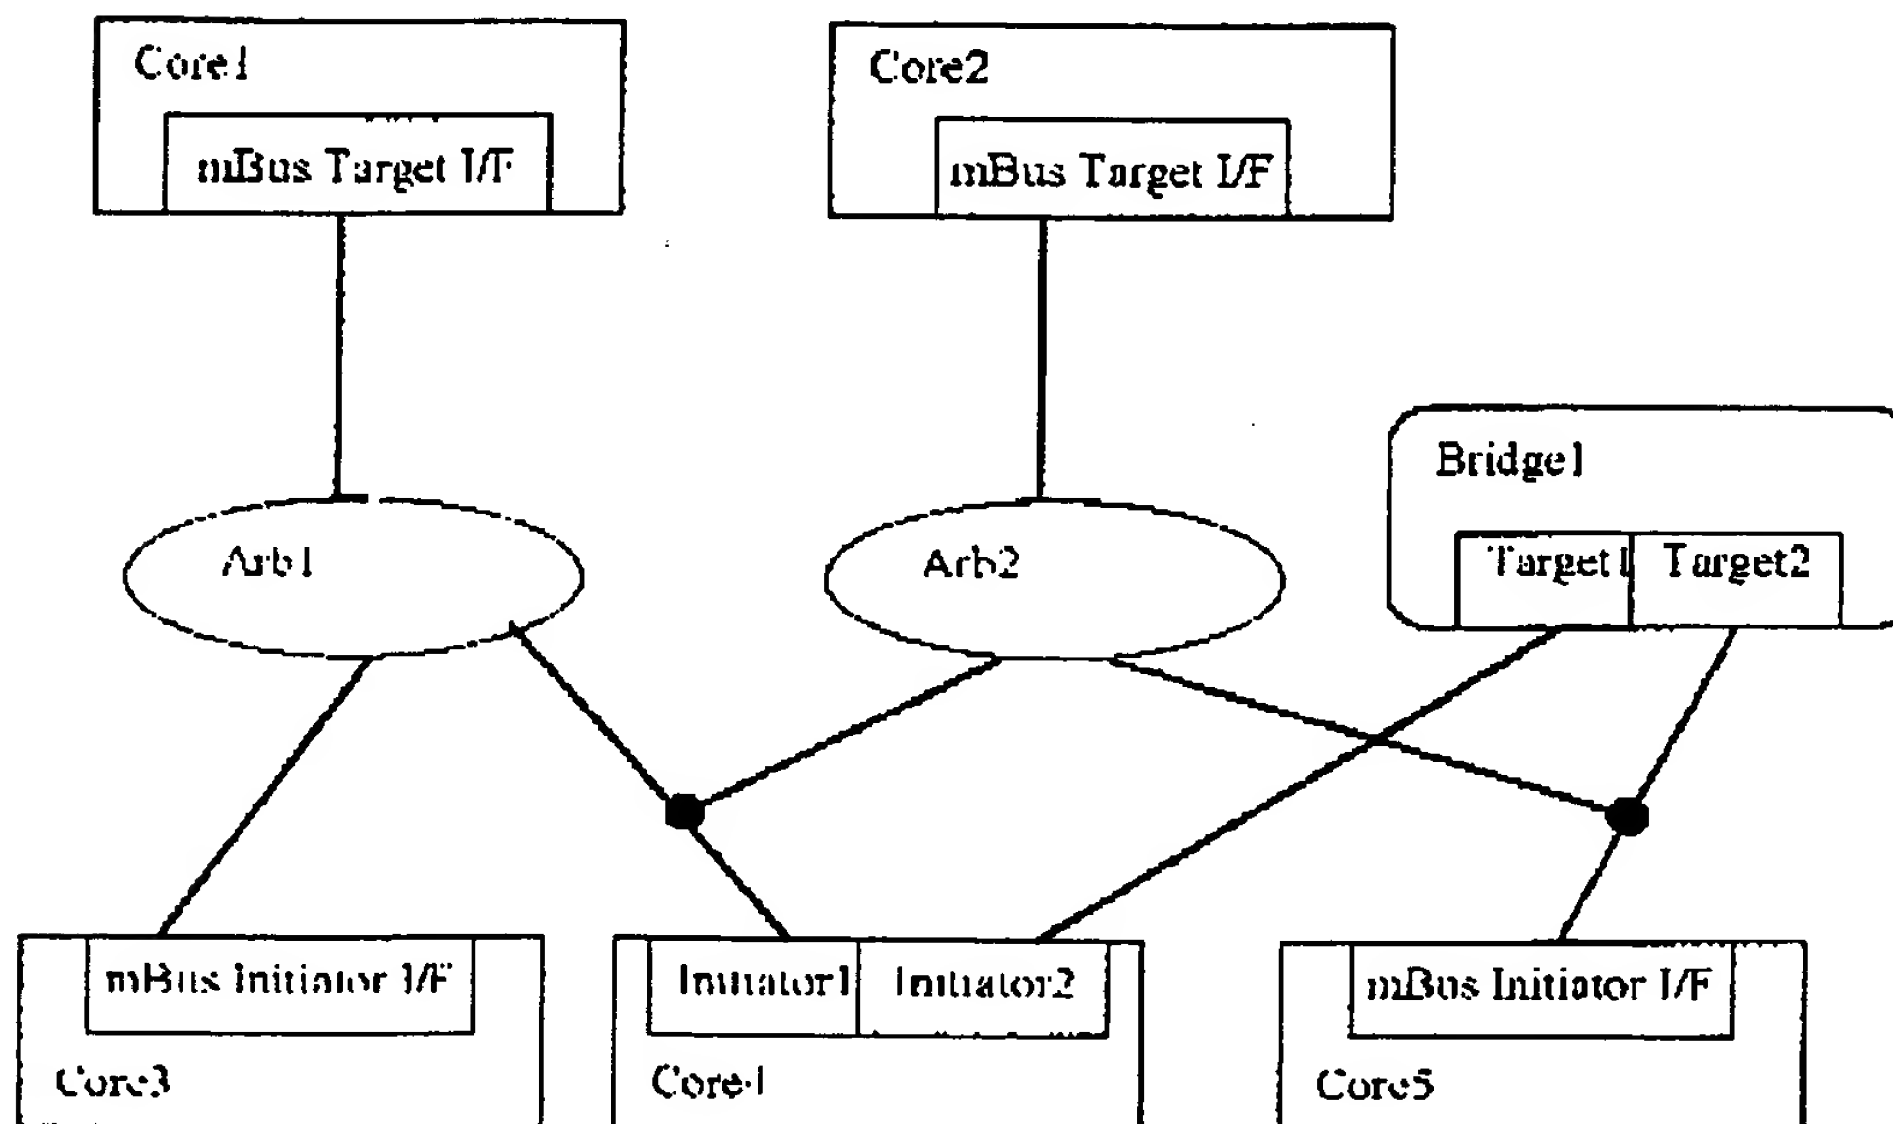 Core1
Core2
mBus Target I/F
mBus Target I/F
Bridge1
Arb1
Arb2
Target1
Target2
mBus Initiator I/F
Initiator1
Initiator2
mBus Initiator I/F
Core3
Core4
Core5